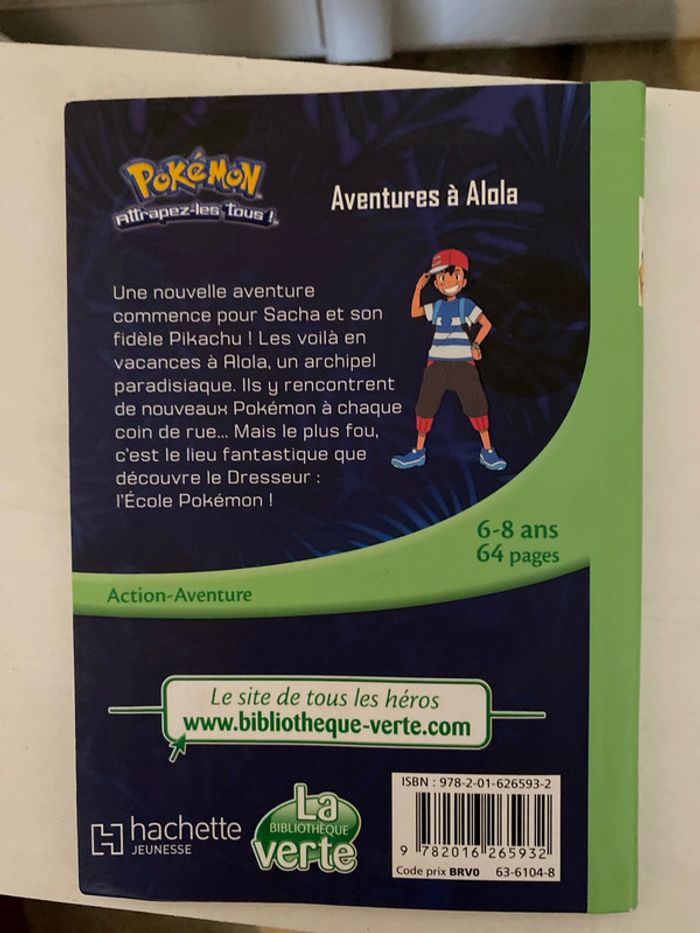 POKéMON
Attrapez-les Tous !
Aventures à Alola
Une nouvelle aventure
commence pour Sacha et son
fidèle Pikachu ! Les voilà en
vacances à Alola, un archipel
paradisiaque. Ils y rencontrent
de nouveaux Pokémon à chaque
coin de rue... Mais le plus fou,
c'est le lieu fantastique que
découvre le Dresseur :
l'École Pokémon !
6-8 ans
64 pages
Action-Aventure
Le site de tous les héros
www.bibliotheque-verte.com
hachette
JEUNESSE
La
BIBLIOTHÈQUE
verte
ISBN : 978-2-01-626593-2
9 782016 265932
Code prix BRV0 63-6104-8